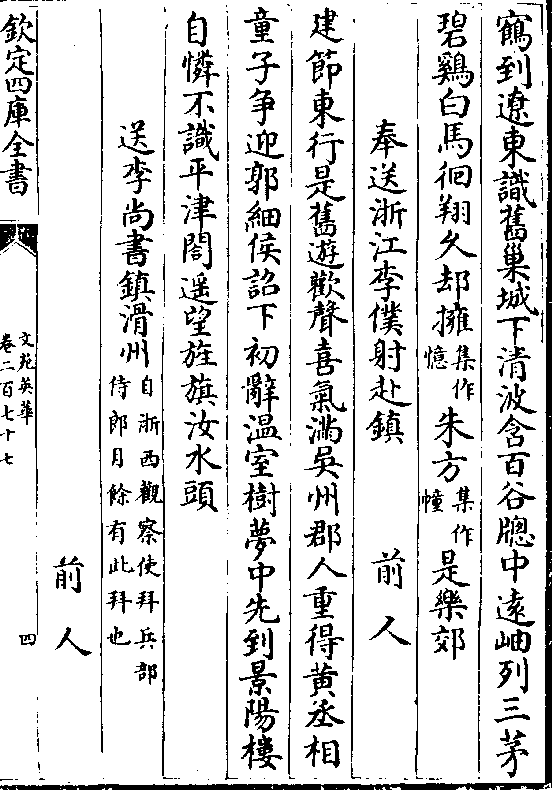 鶴到遼東識舊巢城下清波含百谷牕中遠岫列三茅
碧鷄白馬徊翔久却擁集作憶朱方集作幢是樂郊
奉送浙江李僕射赴鎮 前人
建節東行是舊遊歡聲喜氣滿吳州郡人重得黄丞相
童子争迎郭細侯詔下初辭温室樹夢中先到景陽樓
自憐不識平津閣遥望旌旗汝水頭
送李尚書鎮滑州自浙西觀察使拜兵部侍郎月餘有此拜也
前人
欽定四庫全書
文苑英華
卷二百七十七
四